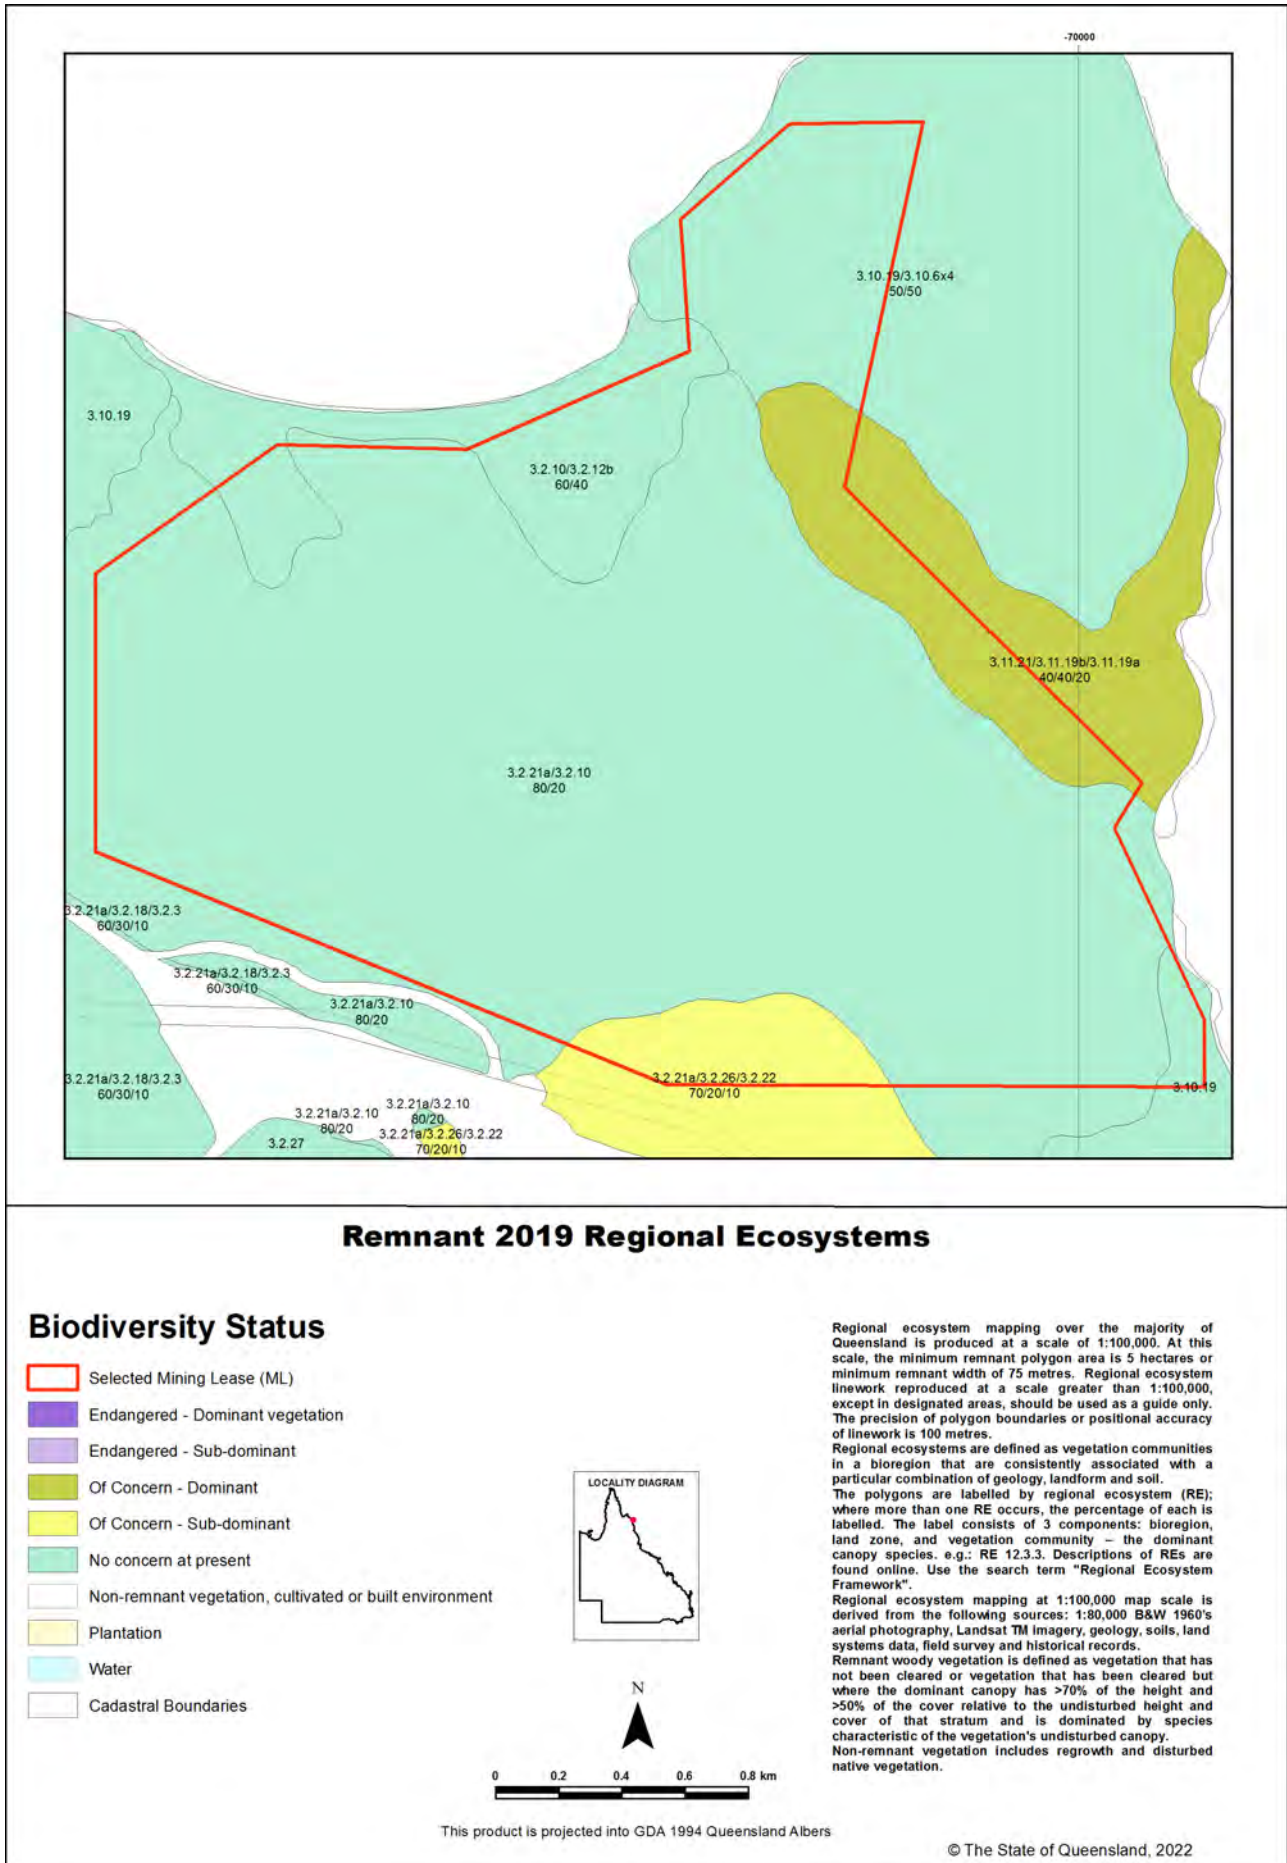 -70000
3.10.19/3.10.6x4
50/50
3.10.19
3.2.10/3.2.12b
60/40
3.11.21/3.11.19b/3.11.19a
40/40/20
3.2.21a/3.2.10
80/20
3.2.21a/3.2.18/3.2.3
60/30/10
3.2.21a/3.2.18/3.2.3
60/30/10
3.2.21a/3.2.10
80/20
3.2.21a/3.2.18/3.2.3
60/30/10
3.2.21a/3.2.26/3.2.22
70/20/10
3.10.19
3.2.21a/3.2.10
80/20
3.2.21a/3.2.10
80/20
3.2.21a/3.2.26/3.2.22
70/20/10
3.2.27
Remnant 2019 Regional Ecosystems
Biodiversity Status
Selected Mining Lease (ML)
Endangered - Dominant vegetation
Endangered - Sub-dominant
Of Concern - Dominant
Of Concern - Sub-dominant
No concern at present
Non-remnant vegetation, cultivated or built environment
Plantation
Water
Cadastral Boundaries
LOCALITY DIAGRAM
N
0 0.2 0.4 0.6 0.8 km
This product is projected into GDA 1994 Queensland Albers
Regional ecosystem mapping over the majority of
Queensland is produced at a scale of 1:100,000. At this
scale, the minimum remnant polygon area is 5 hectares or
minimum remnant width of 75 metres. Regional ecosystem
linework reproduced at a scale greater than 1:100,000,
except in designated areas, should be used as a guide only.
The precision of polygon boundaries or positional accuracy
of linework is 100 metres.
Regional ecosystems are defined as vegetation communities
in a bioregion that are consistently associated with a
particular combination of geology, landform and soil.
The polygons are labelled by regional ecosystem (RE);
where more than one RE occurs, the percentage of each is
labelled. The label consists of 3 components: bioregion,
land zone, and vegetation community – the dominant
canopy species. e.g.: RE 12.3.3. Descriptions of REs are
found online. Use the search term "Regional Ecosystem
Framework".
Regional ecosystem mapping at 1:100,000 map scale is
derived from the following sources: 1:80,000 B&W 1960's
aerial photography, Landsat TM imagery, geology, soils, land
systems data, field survey and historical records.
Remnant woody vegetation is defined as vegetation that has
not been cleared or vegetation that has been cleared but
where the dominant canopy has >70% of the height and
>50% of the cover relative to the undisturbed height and
cover of that stratum and is dominated by species
characteristic of the vegetation's undisturbed canopy.
Non-remnant vegetation includes regrowth and disturbed
native vegetation.
© The State of Queensland, 2022